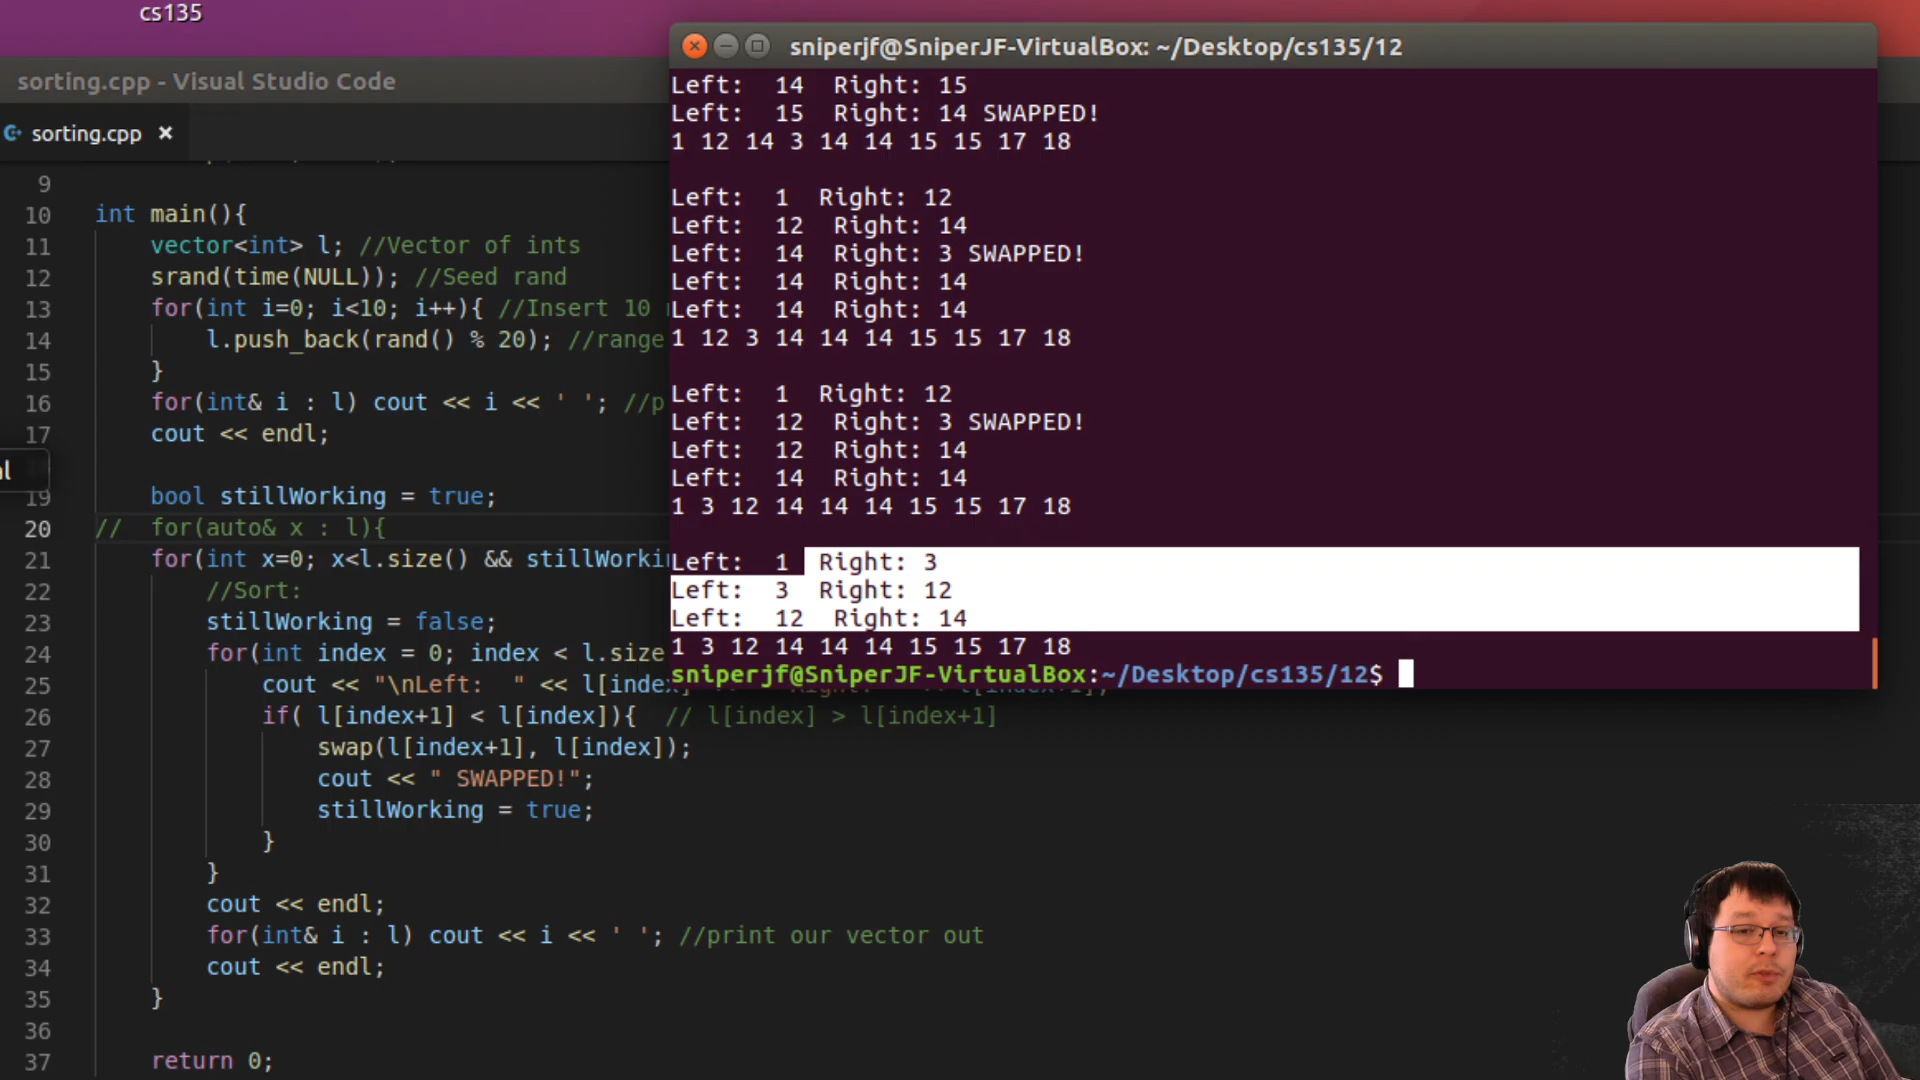 cs135
sorting.cpp - Visual Studio Code
sorting.cpp ×
9
10 int main(){
11 vector<int> l; //Vector of ints
12 srand(time(NULL)); //Seed rand
13 for(int i=0; i<10; i++){ //Insert 10
14 l.push_back(rand() % 20); //range
15 }
16 for(int& i : l) cout << i << ' '; //p
17 cout << endl;
19 bool stillWorking = true;
20 // for(auto& x : l){
21 for(int x=0; x<l.size() && stillWorki
22 //Sort:
23 stillWorking = false;
24 for(int index = 0; index < l.size
25 cout << "\nLeft:  " << l[index]
26 if( l[index+1] < l[index]){ // l[index] > l[index+1]
27 swap(l[index+1], l[index]);
28 cout << " SWAPPED!";
29 stillWorking = true;
30 }
31 }
32 cout << endl;
33 for(int& i : l) cout << i << ' '; //print our vector out
34 cout << endl;
35 }
36
37 return 0;
sniperjf@SniperJF-VirtualBox: ~/Desktop/cs135/12
Left:  14  Right: 15
Left:  15  Right: 14 SWAPPED!
1 12 14 3 14 14 15 15 17 18
Left:  1  Right: 12
Left:  12  Right: 14
Left:  14  Right: 3 SWAPPED!
Left:  14  Right: 14
Left:  14  Right: 14
1 12 3 14 14 14 15 15 17 18
Left:  1  Right: 12
Left:  12  Right: 3 SWAPPED!
Left:  12  Right: 14
Left:  14  Right: 14
1 3 12 14 14 14 15 15 17 18
Left:  1  Right: 3
Left:  3  Right: 12
Left:  12  Right: 14
1 3 12 14 14 14 15 15 17 18
sniperjf@SniperJF-VirtualBox:~/Desktop/cs135/12$